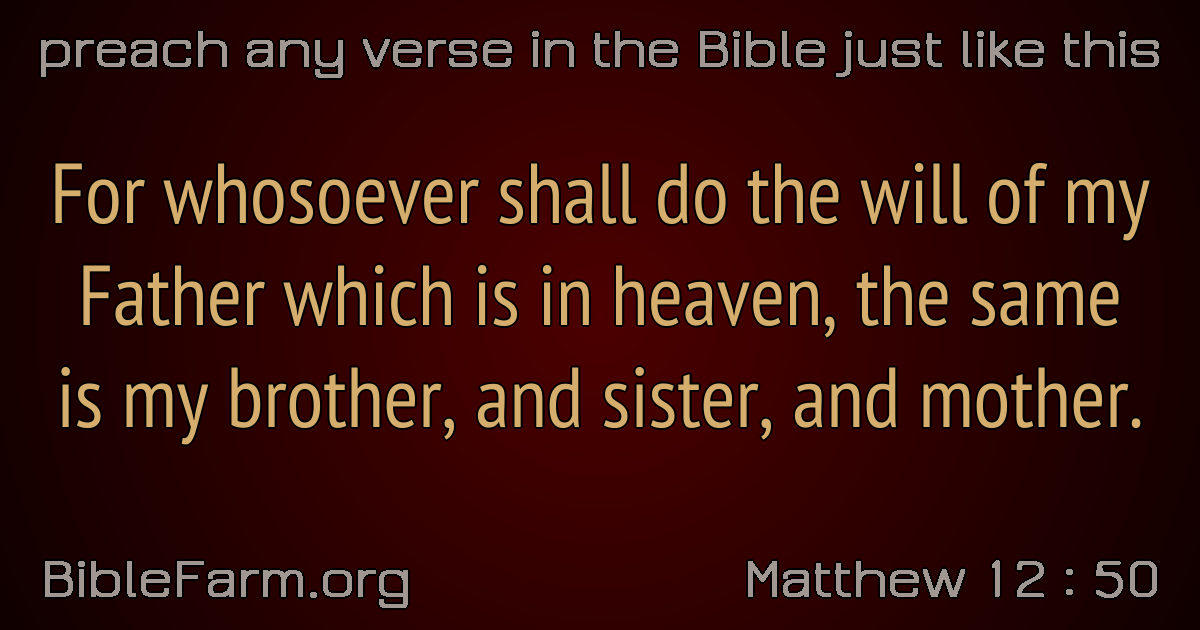 preach any verse in the Bible just like this
For whosoever shall do the will of my
Father which is in heaven, the same
is my brother, and sister, and mother.
BibleFarm.org
Matthew 12 : 50